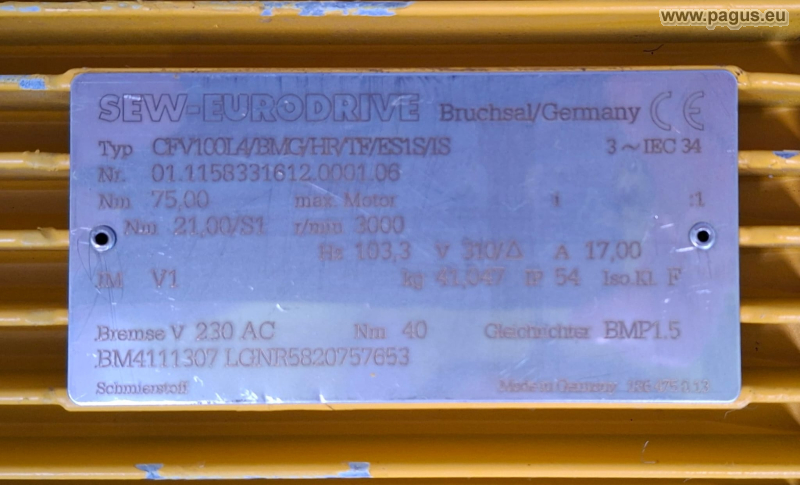 www.pagus.eu
SEW-EURODRIVE Bruchsal/Germany CE
Typ CFV100L4/BMG/HR/TF/ES1S/IS 3~IEC 34
Nr. 01.1158331612.0001.06
Nm 75,00 max. Motor i :1
Nm 21,00/S1 r/min 3000
Hz 103,3 V 310/△ A 17,00
IM V1 kg 41,047 IP 54 Iso.Kl. F
Bremse V 230 AC Nm 40 Gleichrichter BMP1.5
BM4111307 LGNR5820757653
Schmierstoff Made in Germany